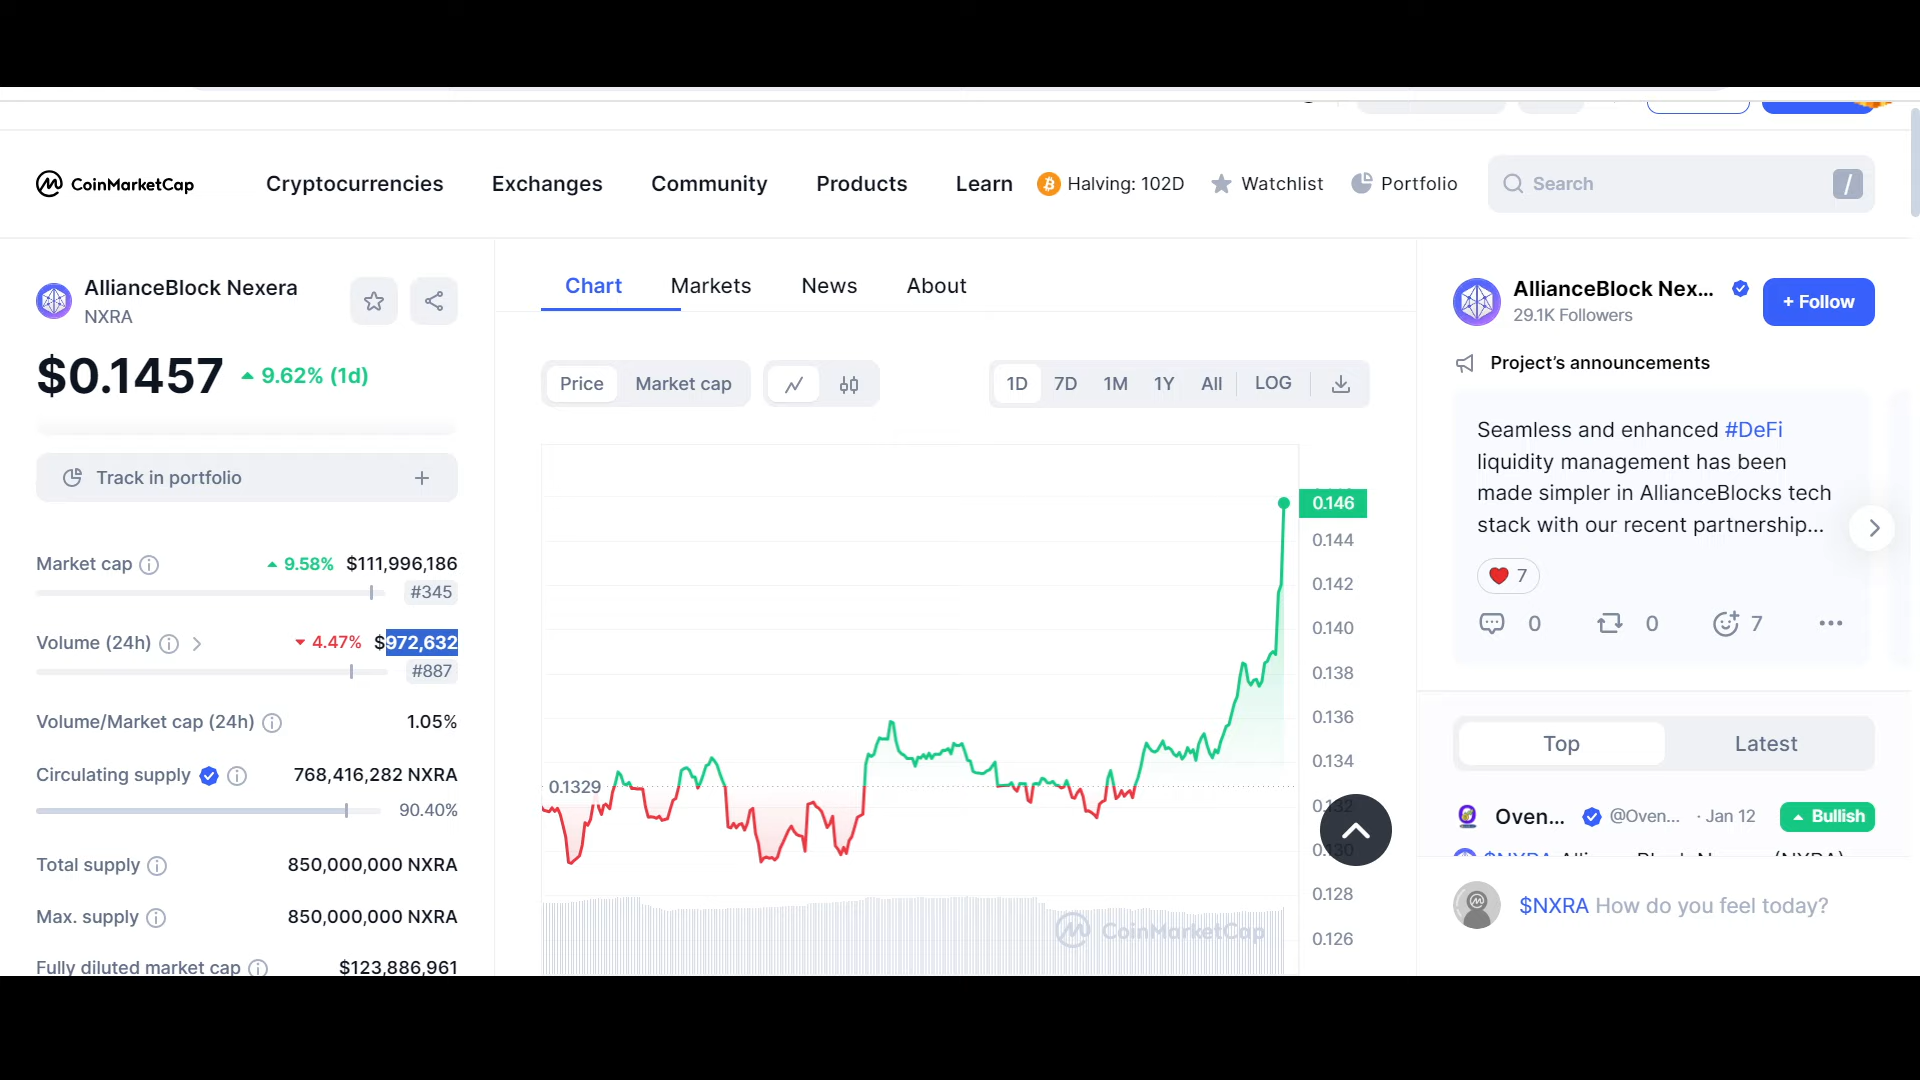 CoinMarketCap
Cryptocurrencies
Exchanges
Community
Products
Learn
Halving: 102D
Watchlist
Portfolio
Search
/
AllianceBlock Nexera
NXRA
$0.1457
9.62% (1d)
Track in portfolio
+
Market cap
9.58% $111,996,186
#345
Volume (24h)
4.47% $972,632
#887
Volume/Market cap (24h)
1.05%
Circulating supply
768,416,282 NXRA
90.40%
Total supply
850,000,000 NXRA
Max. supply
850,000,000 NXRA
Fully diluted market cap
$123,886,961
Chart
Markets
News
About
Price
Market cap
1D
7D
1M
1Y
All
LOG
0.146
0.144
0.142
0.140
0.138
0.136
0.134
0.132
0.130
0.128
0.126
0.1329
CoinMarketCap
AllianceBlock Nex...
29.1K Followers
+ Follow
Project's announcements
Seamless and enhanced #DeFi
liquidity management has been
made simpler in AllianceBlocks tech
stack with our recent partnership...
7
0
0
7
Top
Latest
Oven...
@Oven...
· Jan 12
Bullish
$NXRA How do you feel today?